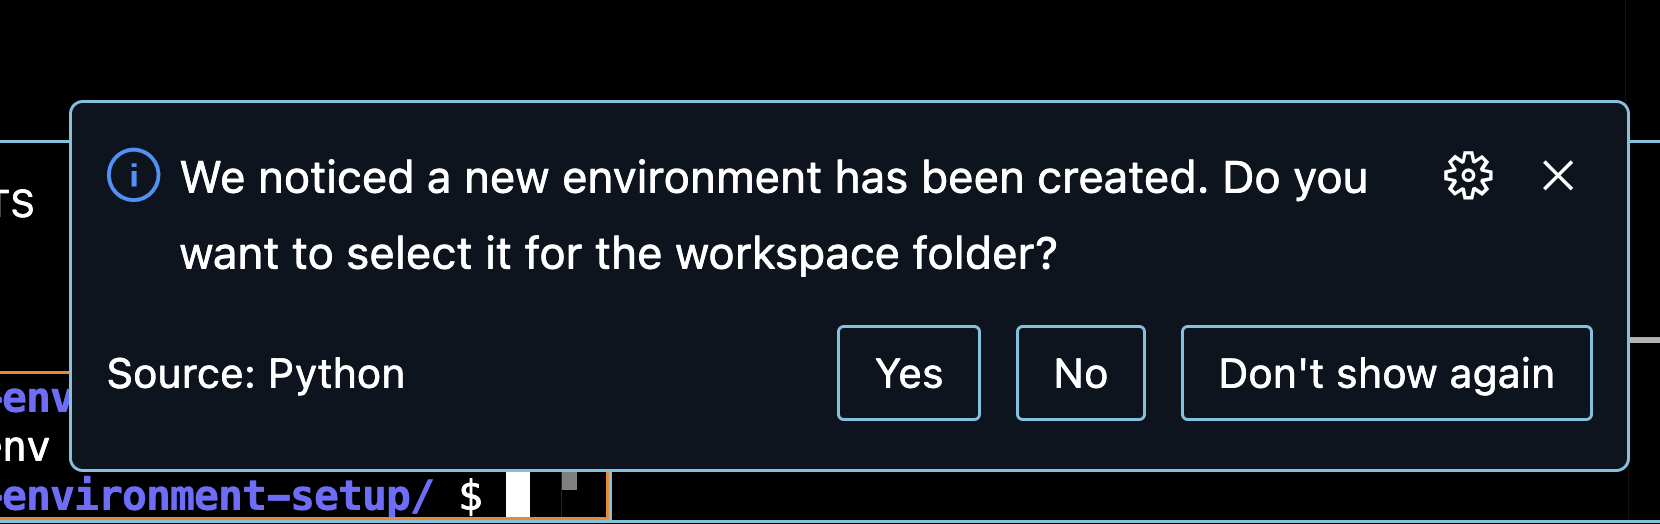 We noticed a new environment has been created. Do you
TS
want to select it for the workspace folder?
Source: Python
Yes
No
Don't show again
-env
env
-environment-setup/ $